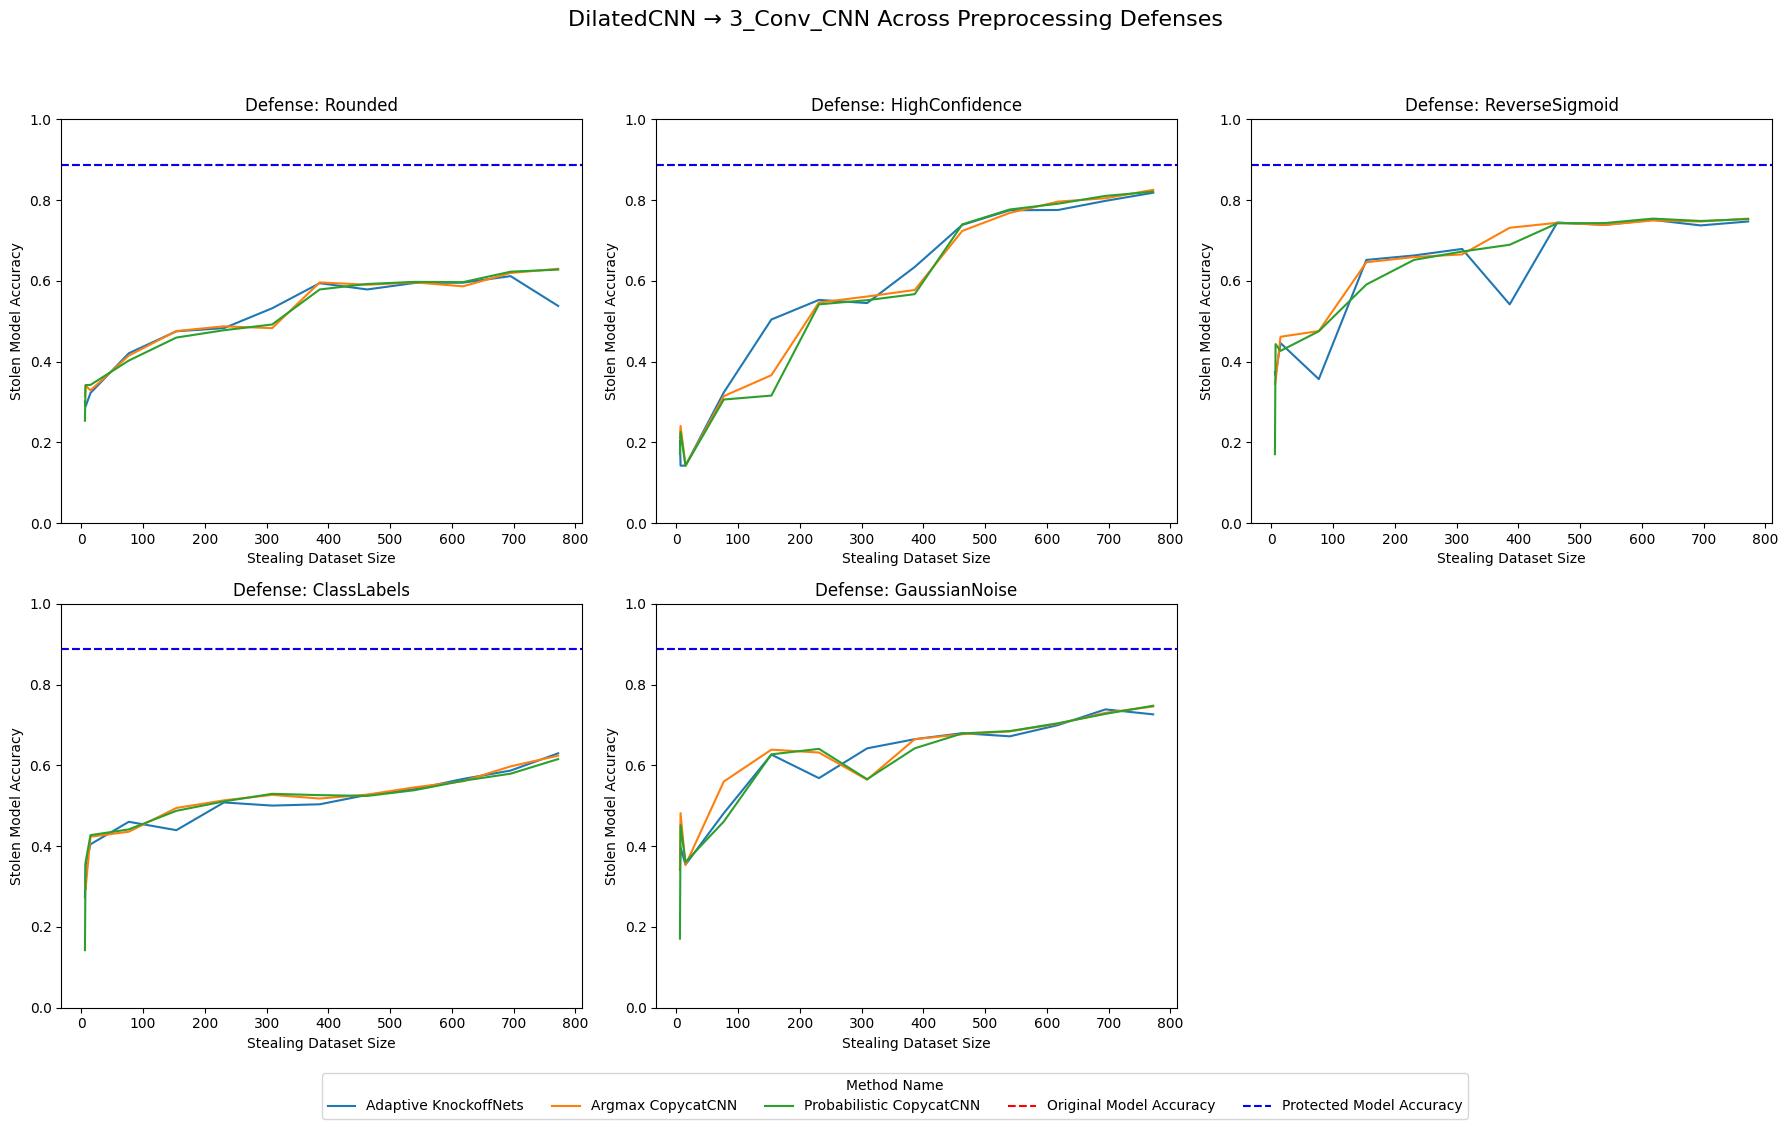 DilatedCNN → 3_Conv_CNN Across Preprocessing Defenses
Defense: Rounded
Stolen Model Accuracy
1.0
0.8
0.6
0.4
0.2
0.0
0 100 200 300 400 500 600 700 800
Stealing Dataset Size
Defense: HighConfidence
Stolen Model Accuracy
1.0
0.8
0.6
0.4
0.2
0.0
0 100 200 300 400 500 600 700 800
Stealing Dataset Size
Defense: ReverseSigmoid
Stolen Model Accuracy
1.0
0.8
0.6
0.4
0.2
0.0
0 100 200 300 400 500 600 700 800
Stealing Dataset Size
Defense: ClassLabels
Stolen Model Accuracy
1.0
0.8
0.6
0.4
0.2
0.0
0 100 200 300 400 500 600 700 800
Stealing Dataset Size
Defense: GaussianNoise
Stolen Model Accuracy
1.0
0.8
0.6
0.4
0.2
0.0
0 100 200 300 400 500 600 700 800
Stealing Dataset Size
Method Name
Adaptive KnockoffNets Argmax CopycatCNN Probabilistic CopycatCNN Original Model Accuracy Protected Model Accuracy